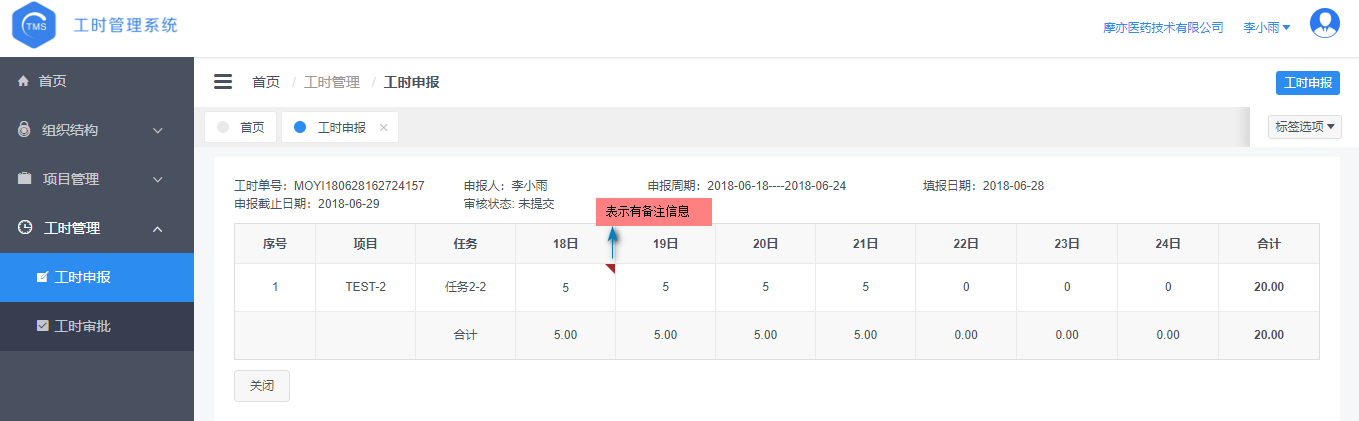 TMS 工时管理系统
摩亦医药技术有限公司 李小雨
首页
组织结构
项目管理
工时管理
工时申报
工时审批
首页 / 工时管理 / 工时申报
工时申报
首页 工时申报 ×
标签选项
工时单号：MOYI180628162724157 申报人：李小雨 申报周期：2018-06-18----2018-06-24 填报日期：2018-06-28
申报截止日期：2018-06-29 审核状态: 未提交
表示有备注信息
序号 项目 任务 18日 19日 20日 21日 22日 23日 24日 合计
1 TEST-2 任务2-2 5 5 5 5 0 0 0 20.00
合计 5.00 5.00 5.00 5.00 0.00 0.00 0.00 20.00
关闭